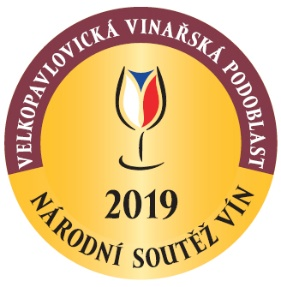 VELKOPAVLOVICKÁ VINAŘSKÁ PODOBLAST
2019
NÁRODNÍ SOUTĚŽ VÍN